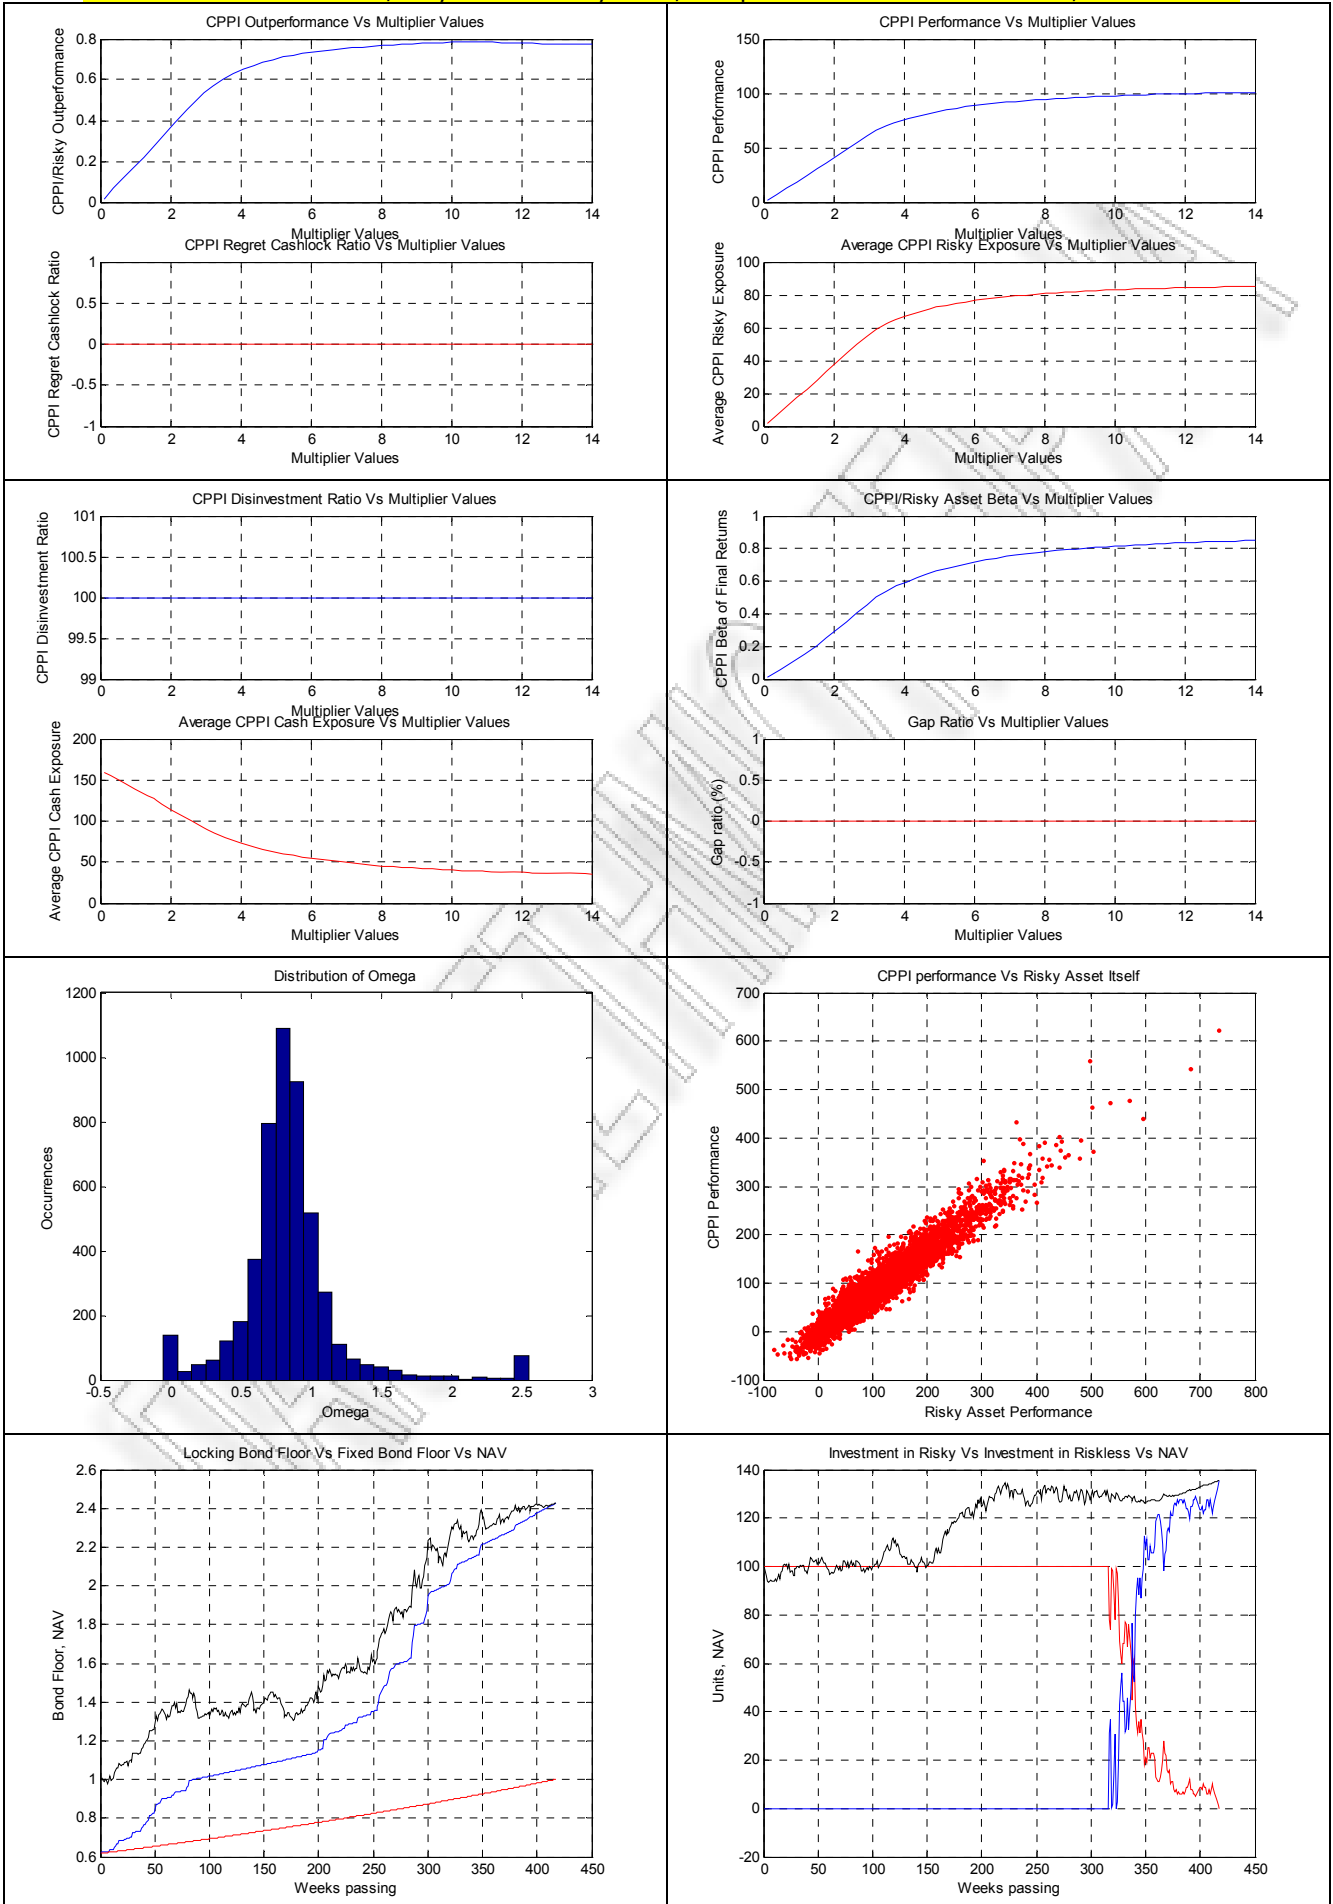 CPPI Outperformance Vs Multiplier Values
CPPI/Risky Outperformance
0.8
0.6
0.4
0.2
0
0 2 4 6 8 10 12 14
Multiplier Values
CPPI Regret Cashlock Ratio Vs Multiplier Values
CPPI Regret Cashlock Ratio
1
0.5
0
-0.5
-1
0 2 4 6 8 10 12 14
Multiplier Values
CPPI Performance Vs Multiplier Values
CPPI Performance
150
100
50
0
0 2 4 6 8 10 12 14
Multiplier Values
Average CPPI Risky Exposure Vs Multiplier Values
Average CPPI Risky Exposure
100
80
60
40
20
0
0 2 4 6 8 10 12 14
Multiplier Values
CPPI Disinvestment Ratio Vs Multiplier Values
CPPI Disinvestment Ratio
101
100.5
100
99.5
99
0 2 4 6 8 10 12 14
Multiplier Values
Average CPPI Cash Exposure Vs Multiplier Values
Average CPPI Cash Exposure
200
150
100
50
0
0 2 4 6 8 10 12 14
Multiplier Values
CPPI/Risky Asset Beta Vs Multiplier Values
CPPI Beta of Final Returns
1
0.8
0.6
0.4
0.2
0
0 2 4 6 8 10 12 14
Gap Ratio Vs Multiplier Values
Gap ratio (%)
1
0.5
0
-0.5
-1
0 2 4 6 8 10 12 14
Multiplier Values
Distribution of Omega
Occurrences
1200
1000
800
600
400
200
0
-0.5 0 0.5 1 1.5 2 2.5 3
Omega
CPPI performance Vs Risky Asset Itself
CPPI Performance
700
600
500
400
300
200
100
0
-100
-100 0 100 200 300 400 500 600 700 800
Risky Asset Performance
Locking Bond Floor Vs Fixed Bond Floor Vs NAV
Bond Floor, NAV
2.6
2.4
2.2
2
1.8
1.6
1.4
1.2
1
0.8
0.6
0 50 100 150 200 250 300 350 400 450
Weeks passing
Investment in Risky Vs Investment in Riskless Vs NAV
Units, NAV
140
120
100
80
60
40
20
0
-20
0 50 100 150 200 250 300 350 400 450
Weeks passing